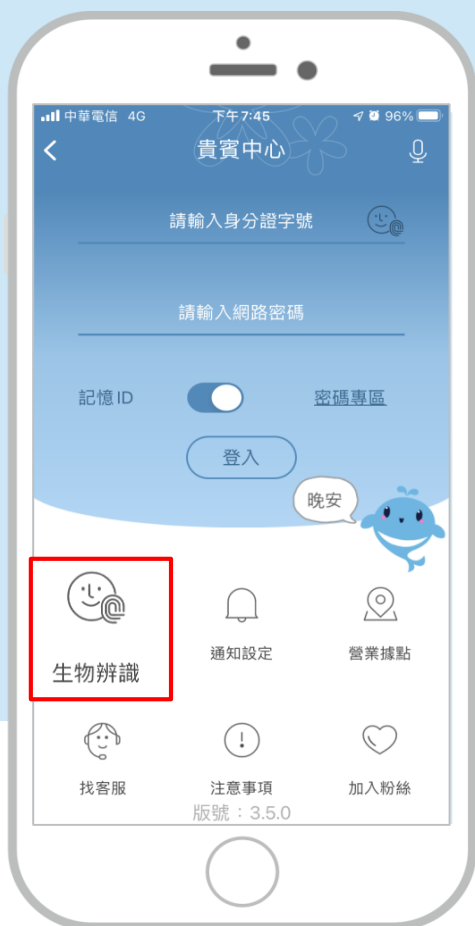 中華電信 4G 下午7:45 96%
貴賓中心
請輸入身分證字號
請輸入網路密碼
記憶ID 密碼專區
登入
晚安
生物辨識 通知設定 營業據點
找客服 注意事項 加入粉絲
版號：3.5.0